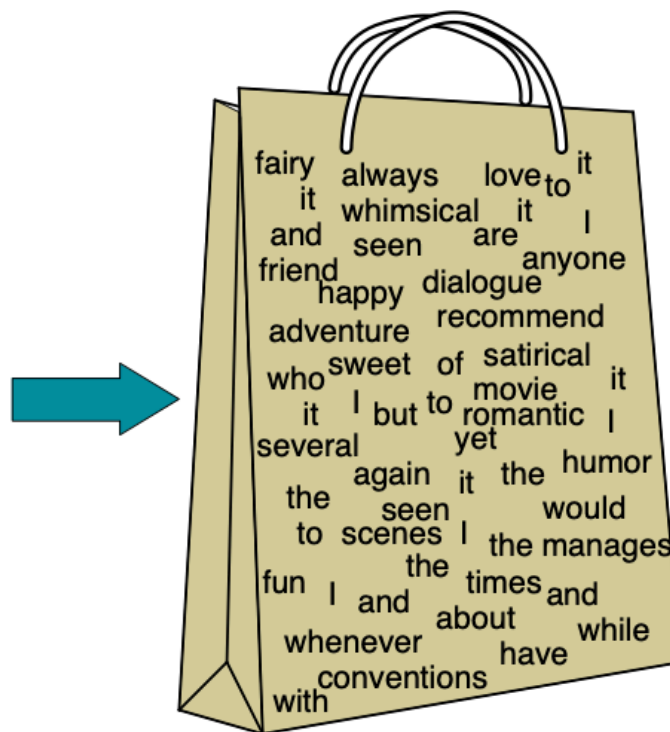 fairy always love to it
it whimsical it I
and seen are anyone
friend happy dialogue
adventure recommend
who sweet of satirical it
it I but to movie romantic I
several yet
again it the humor
the seen would
to scenes I the manages
fun the times and
I and about while
whenever have
conventions
with